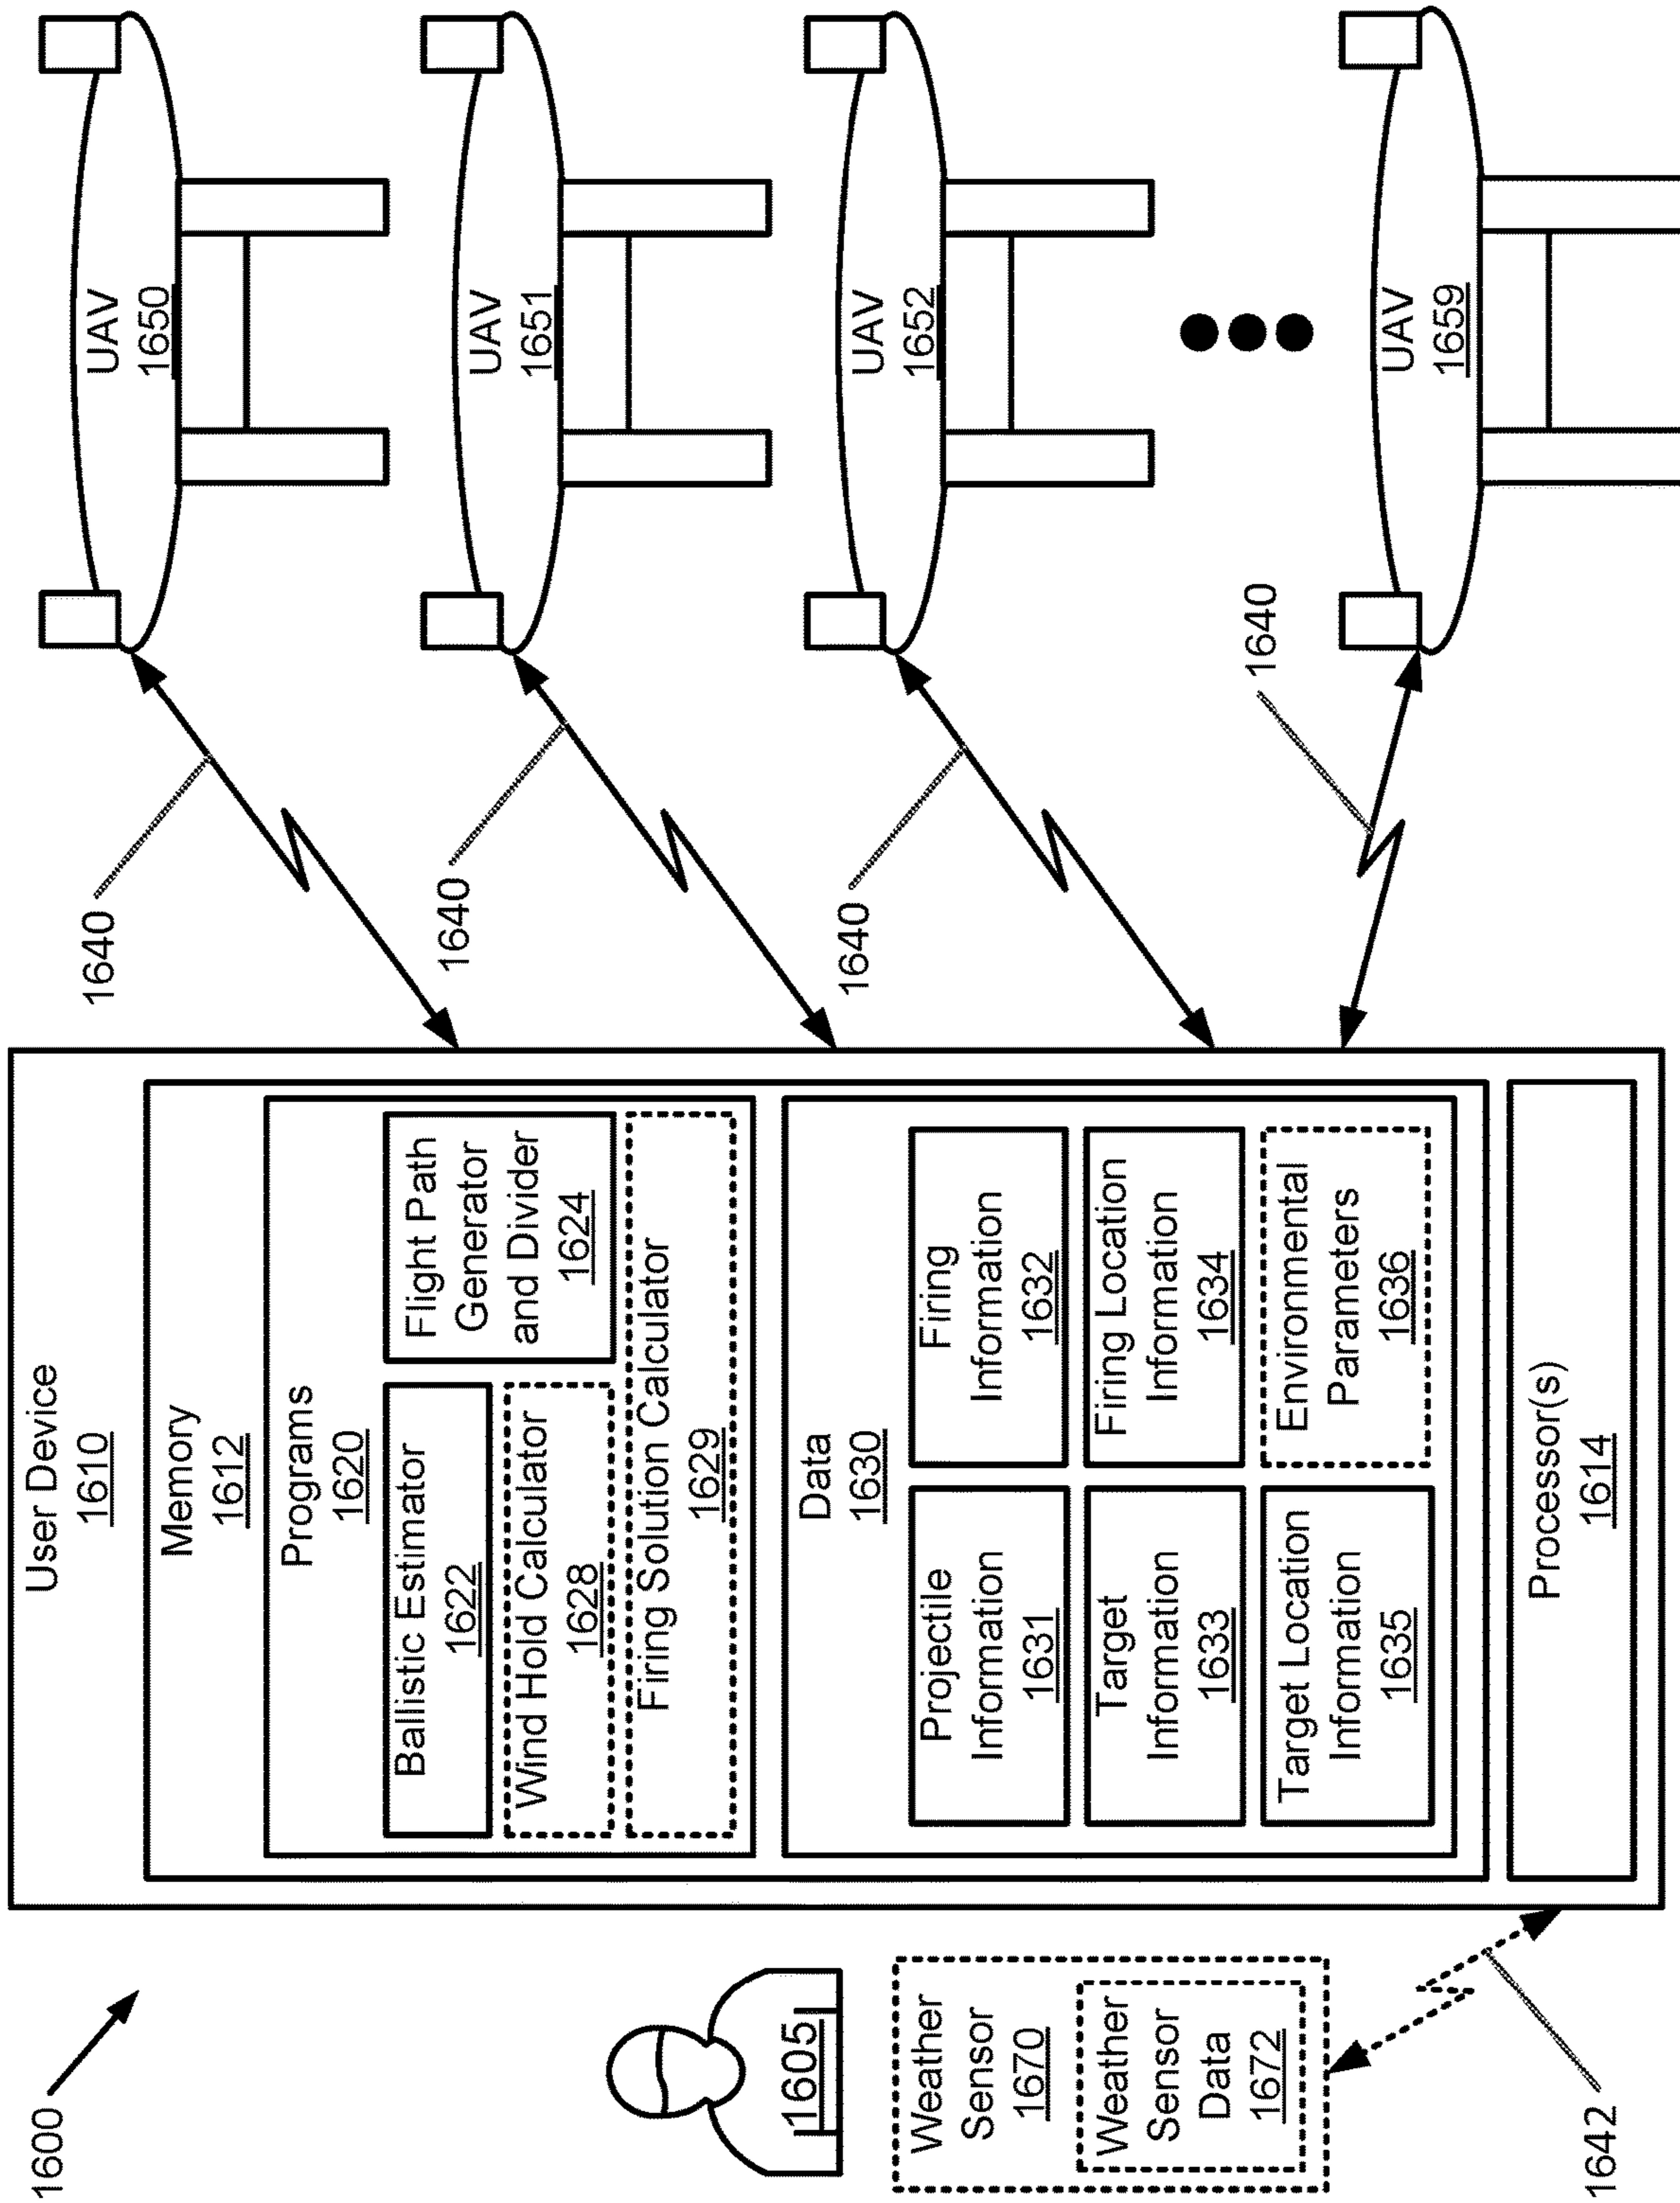 1600
1605
Weather
Sensor
1670
Weather
Sensor
Data
1672
1642
User Device
1610
Memory
1612
Programs
1620
Ballistic Estimator
1622
Flight Path
Generator
and Divider
1624
Wind Hold Calculator
1628
Firing Solution Calculator
1629
Data
1630
Projectile
Information
1631
Firing
Information
1632
Target
Information
1633
Firing Location
Information
1634
Target Location
Information
1635
Environmental
Parameters
1636
Processor(s)
1614
1640
1640
1640
1640
UAV
1650
UAV
1651
UAV
1652
UAV
1659